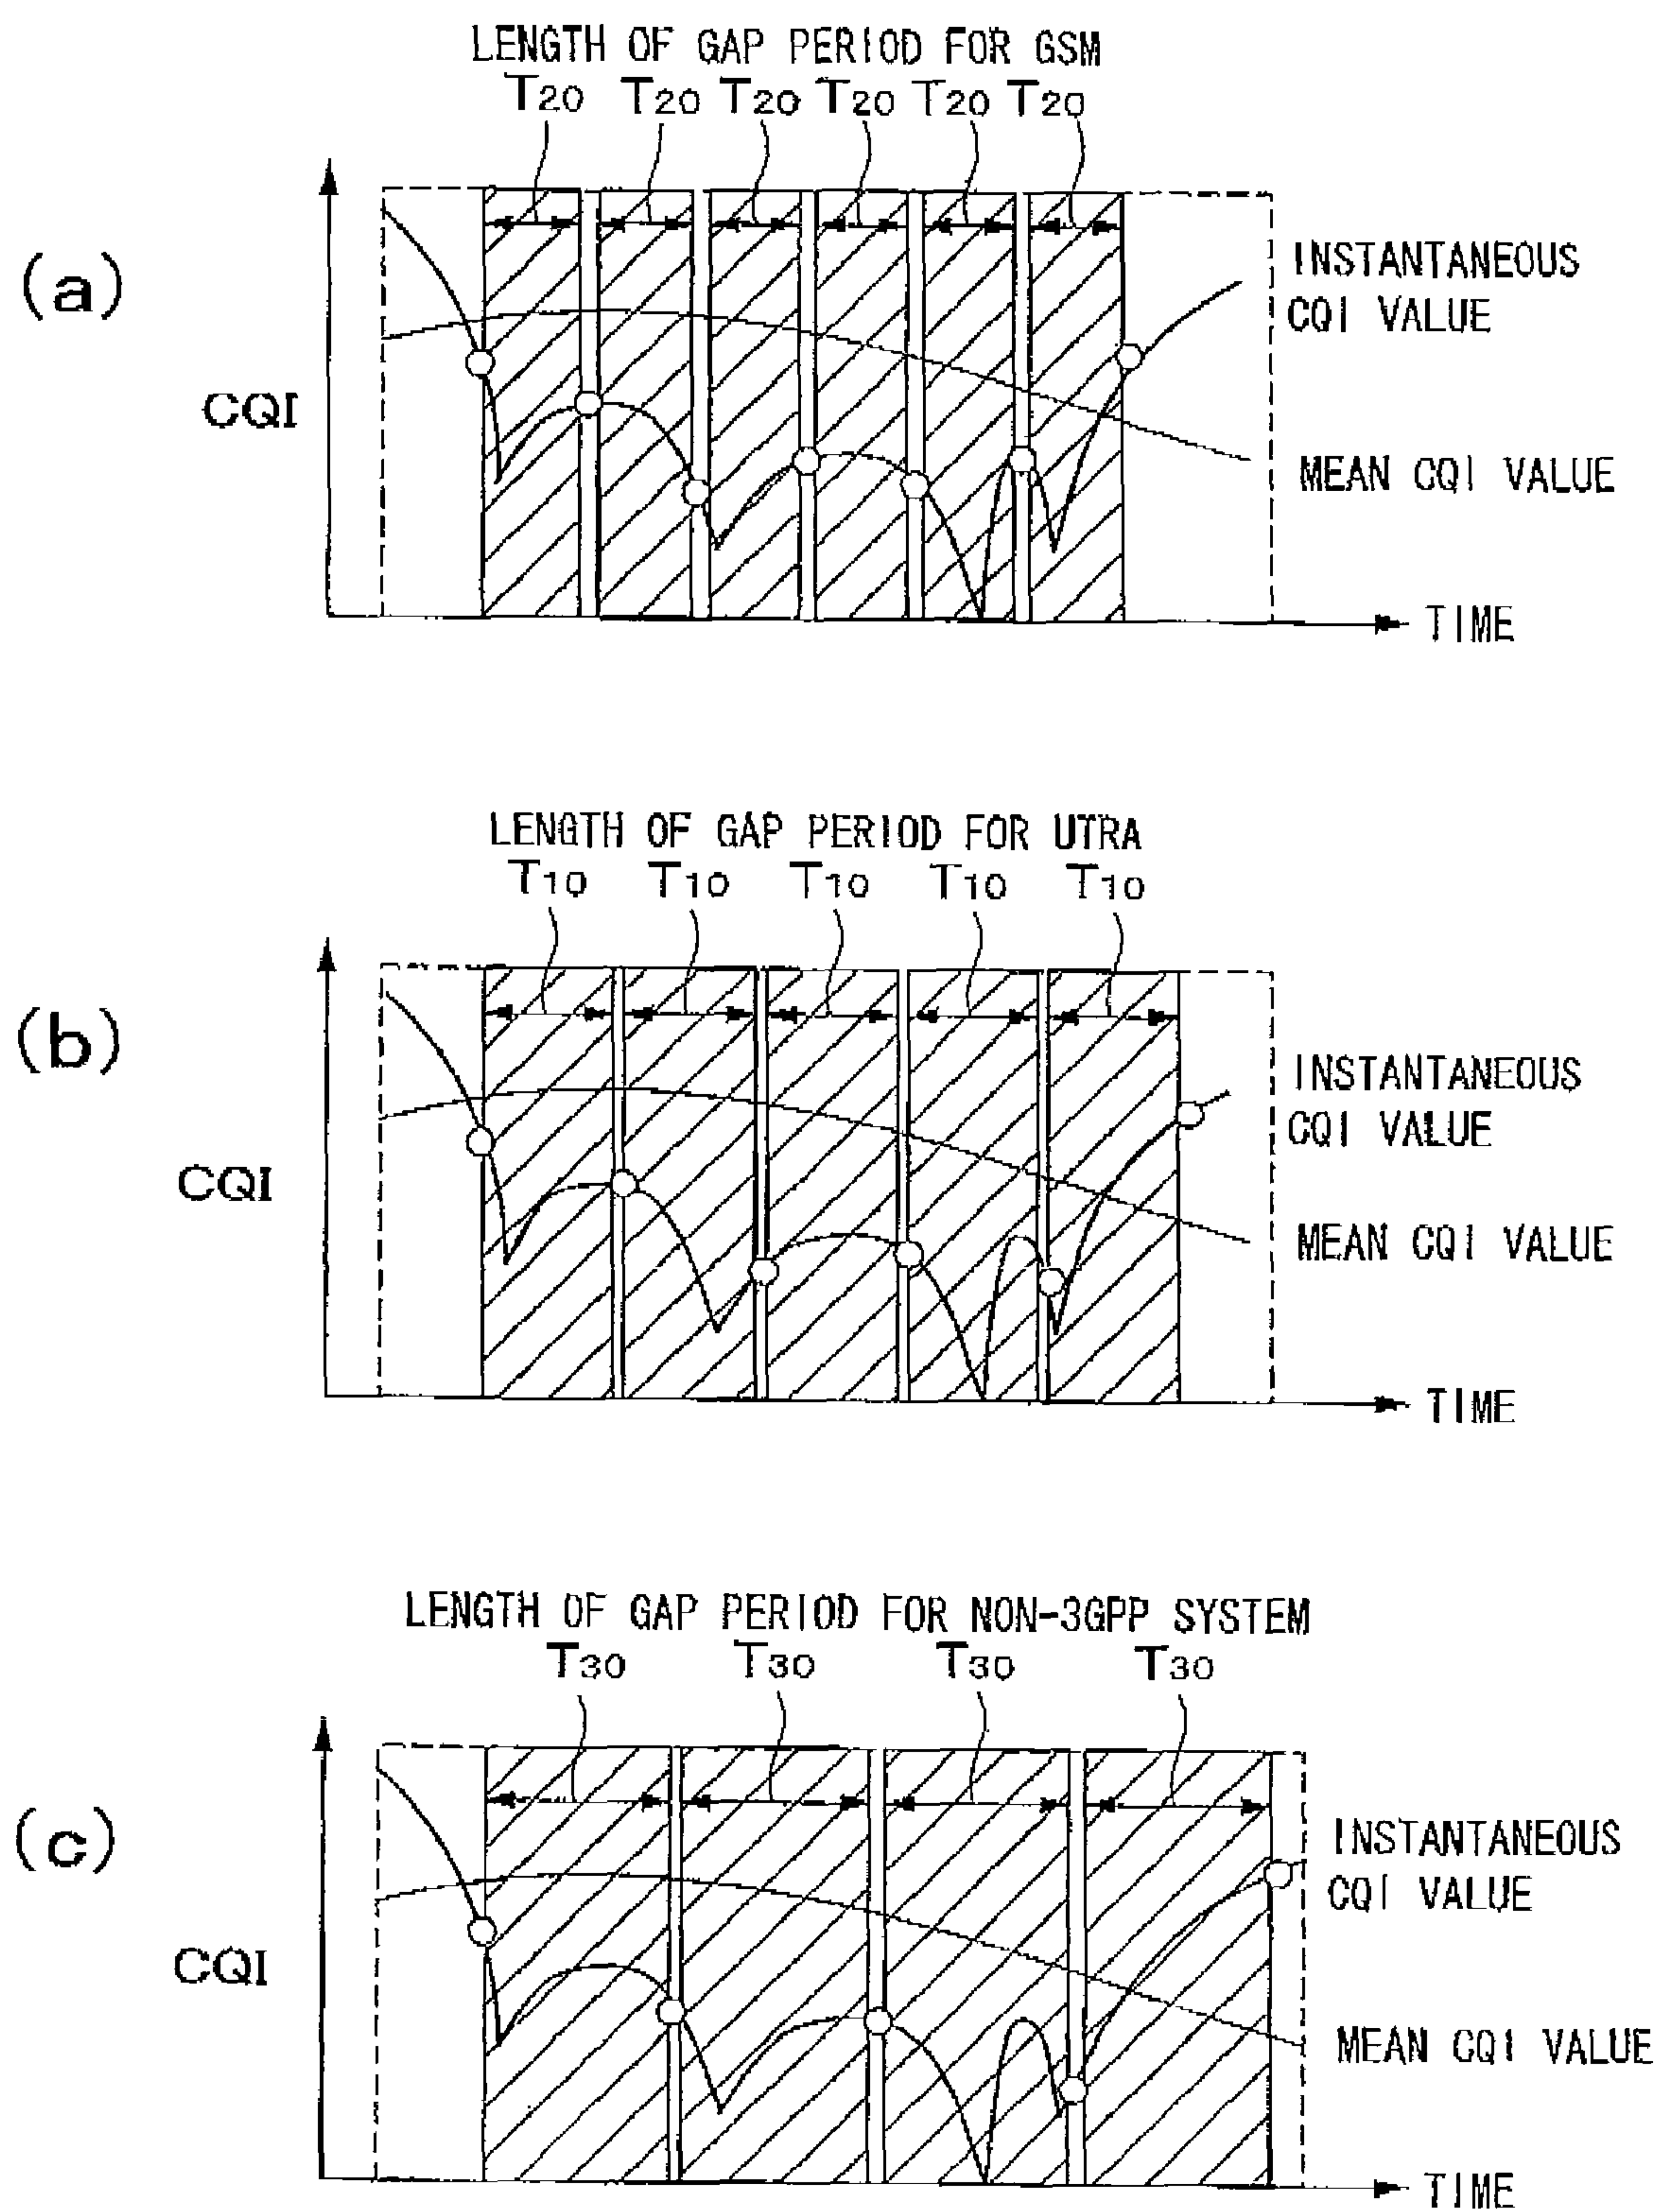 LENGTH OF GAP PERIOD FOR GSM
T20 T20 T20 T20 T20 T20
(a)
INSTANTANEOUS
CQI VALUE
CQI
MEAN CQI VALUE
TIME
LENGTH OF GAP PERIOD FOR UTRA
T10 T10 T10 T10 T10
(b)
INSTANTANEOUS
CQI VALUE
CQI
MEAN CQI VALUE
TIME
LENGTH OF GAP PERIOD FOR NON-3GPP SYSTEM
T30 T30 T30 T30
(c)
INSTANTANEOUS
CQI VALUE
CQI
MEAN CQI VALUE
TIME